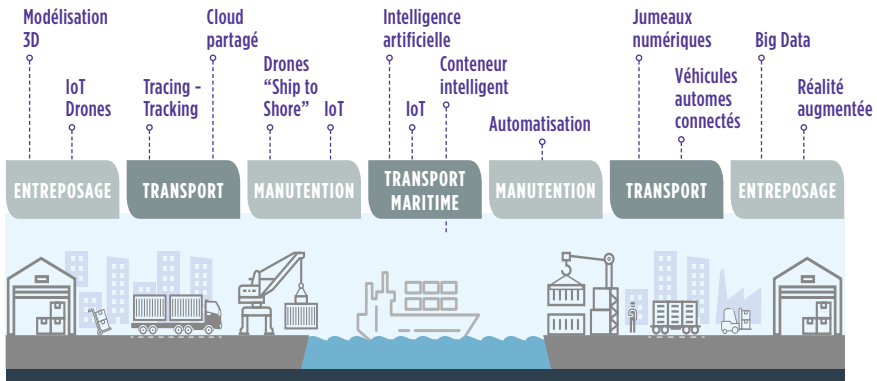 Modélisation
3D
IoT
Drones
Tracing -
Tracking
Cloud
partagé
Drones
“Ship to
Shore”
IoT
Intelligence
artificielle
IoT
Conteneur
intelligent
Automatisation
Jumeaux
numériques
Véhicules
automes
connectés
Big Data
Réalité
augmentée
ENTREPOSAGE
TRANSPORT
MANUTENTION
TRANSPORT
MARITIME
MANUTENTION
TRANSPORT
ENTREPOSAGE